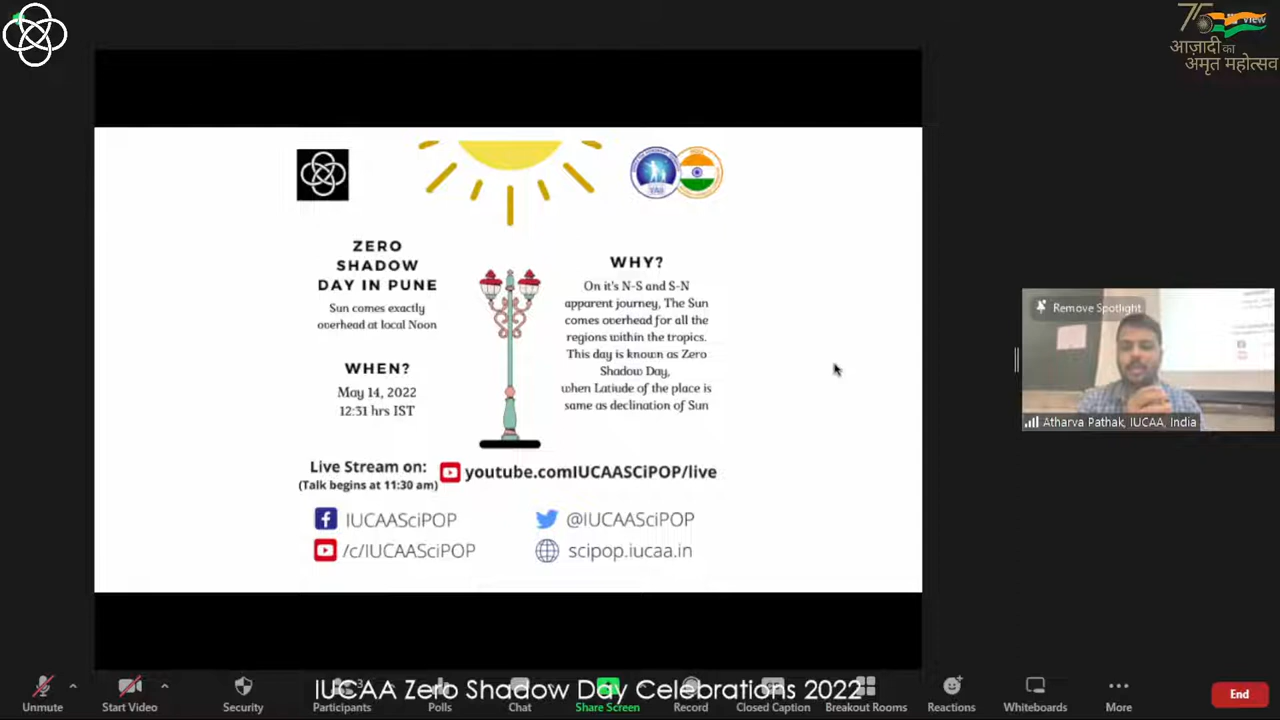 View
आज़ादी का
अमृत महोत्सव
ZERO
SHADOW
DAY IN PUNE
Sun comes exactly
overhead at local Noon
WHEN?
May 14, 2022
12:31 hrs IST
WHY?
On it's N-S and S-N
apparent journey, The Sun
comes overhead for all the
regions within the tropics.
This day is known as Zero
Shadow Day,
when Latiude of the place is
same as declination of Sun
Live Stream on:
(Talk begins at 11:30 am)
youtube.comIUCAASCiPOP/live
IUCAASciPOP
@IUCAASciPOP
/c/IUCAASciPOP
scipop.iucaa.in
Remove Spotlight
Atharva Pathak, IUCAA, India
IUCAA Zero Shadow Day Celebrations 2022
Unmute
Start Video
Security
Participants
Polls
Chat
Share Screen
Record
Closed Caption
Breakout Rooms
Reactions
Whiteboards
More
End